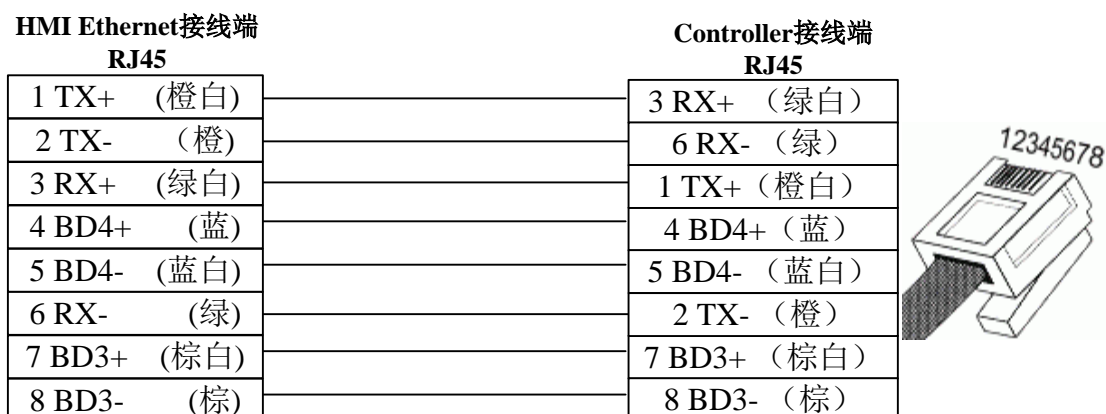 HMI Ethernet接线端
RJ45
1 TX+ (橙白)
2 TX- （橙)
3 RX+ (绿白)
4 BD4+ (蓝)
5 BD4- (蓝白)
6 RX- (绿)
7 BD3+ (棕白)
8 BD3- (棕)
Controller接线端
RJ45
3 RX+ （绿白）
6 RX- （绿）
1 TX+（橙白）
4 BD4+（蓝）
5 BD4- （蓝白）
2 TX- （橙）
7 BD3+ （棕白）
8 BD3- （棕）
12345678